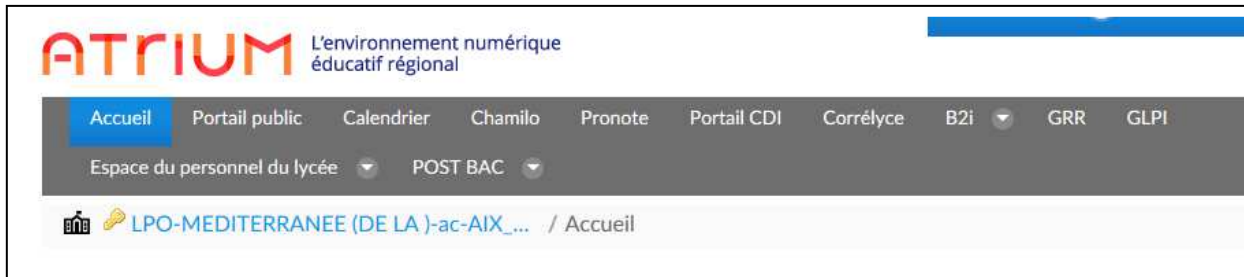 ATrIUM
L'environnement numérique
éducatif régional
Accueil Portail public Calendrier Chamilo Pronote Portail CDI Corrélyce B2i GRR GLPI
Espace du personnel du lycée POST BAC
LPO-MEDITERRANEE (DE LA )-ac-AIX_... / Accueil